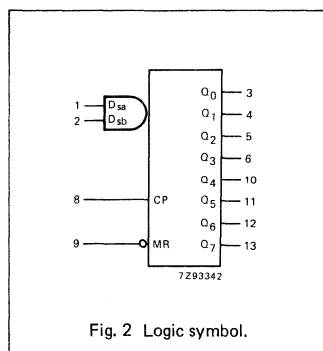 1 Dsa
2 Dsb
8 CP
9 MR
Q0 3
Q1 4
Q2 5
Q3 6
Q4 10
Q5 11
Q6 12
Q7 13
7Z93342
Fig. 2 Logic symbol.